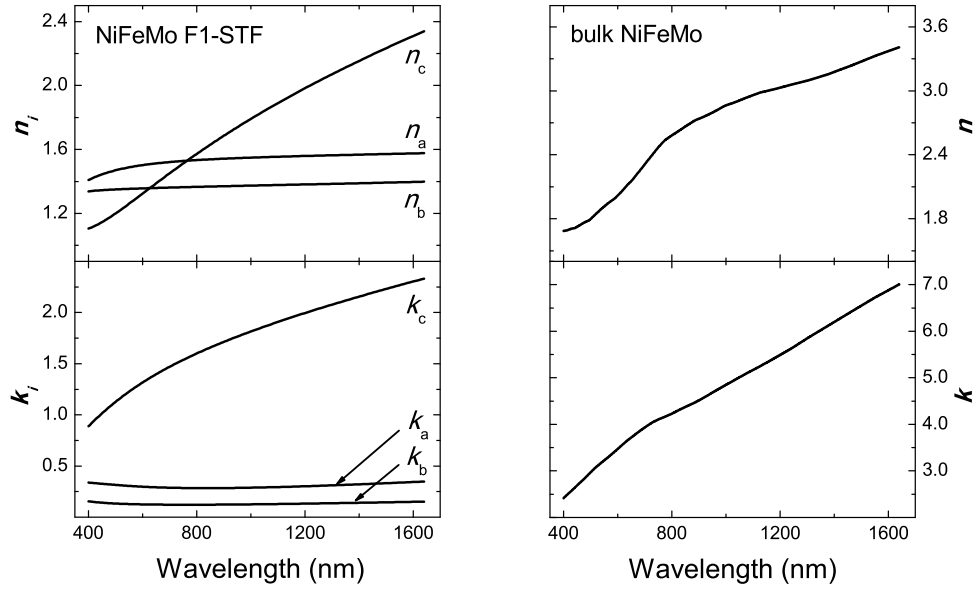 NiFeMo F1-STF
n_c
n_a
n_b
n_i
2.4
2.0
1.6
1.2
k_c
k_a
k_b
k_i
2.0
1.5
1.0
0.5
400 800 1200 1600
Wavelength (nm)
bulk NiFeMo
3.6
3.0
2.4
1.8
n
7.0
6.0
5.0
4.0
3.0
k
400 800 1200 1600
Wavelength (nm)